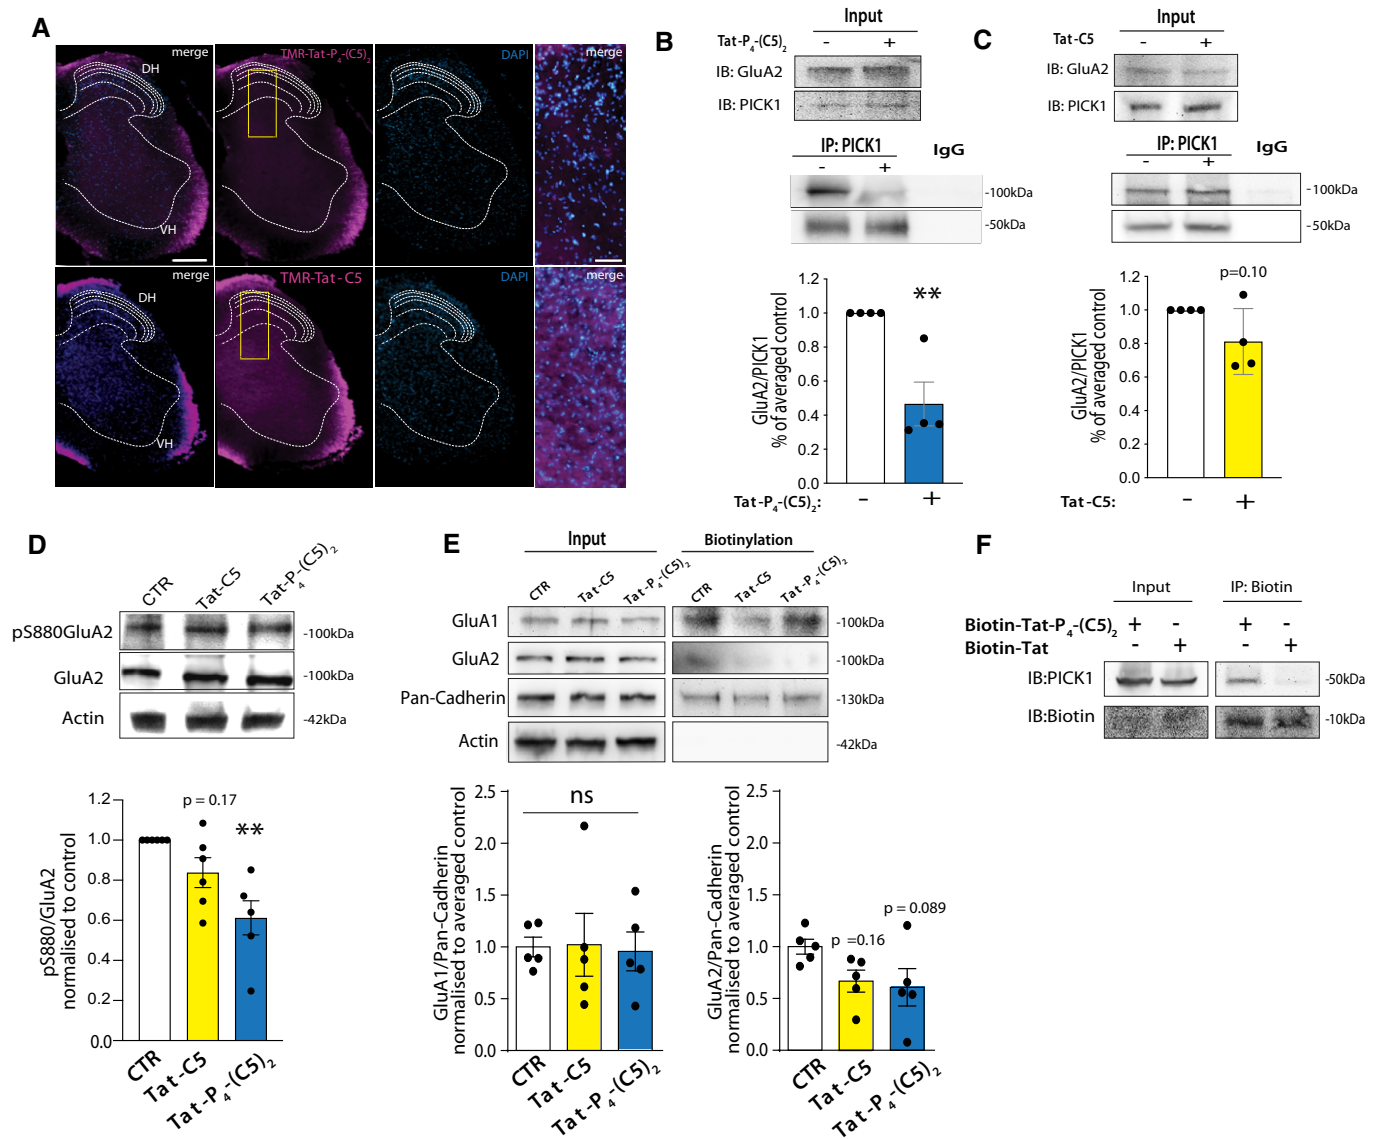 A
merge
DH
VH
TMR-Tat-P4-(C5)2
DAPI
merge
merge
DH
VH
TMR-Tat-C5
DAPI
merge
B
Input
Tat-P4-(C5)2 - +
IB: GluA2
IB: PICK1
IP: PICK1 IgG
- +
-100kDa
-50kDa
GluA2/PICK1
% of averaged control
1.2
1.0
0.8
0.6
0.4
0.2
0.0
**
Tat-P4-(C5)2: - +
C
Input
Tat-C5 - +
IB: GluA2
IB: PICK1
IP: PICK1 IgG
- +
-100kDa
-50kDa
GluA2/PICK1
% of averaged control
1.2
1.0
0.8
0.6
0.4
0.2
0.0
p=0.10
Tat-C5: - +
D
CTR Tat-C5 Tat-P4-(C5)2
pS880GluA2 -100kDa
GluA2 -100kDa
Actin -42kDa
pS880/GluA2
normalised to control
1.2
1.0
0.8
0.6
0.4
0.2
0.0
p = 0.17
**
CTR Tat-C5 Tat-P4-(C5)2
E
Input Biotinylation
CTR Tat-C5 Tat-P4-(C5)2 CTR Tat-C5 Tat-P4-(C5)2
GluA1 -100kDa
GluA2 -100kDa
Pan-Cadherin -130kDa
Actin -42kDa
GluA1/Pan-Cadherin
normalised to averaged control
2.5
2.0
1.5
1.0
0.5
0.0
ns
CTR Tat-C5 Tat-P4-(C5)2
GluA2/Pan-Cadherin
normalised to averaged control
2.5
2.0
1.5
1.0
0.5
0.0
p =0.16
p = 0.089
CTR Tat-C5 Tat-P4-(C5)2
F
Input IP: Biotin
Biotin-Tat-P4-(C5)2 + - + -
Biotin-Tat - + - +
IB:PICK1 -50kDa
IB:Biotin -10kDa